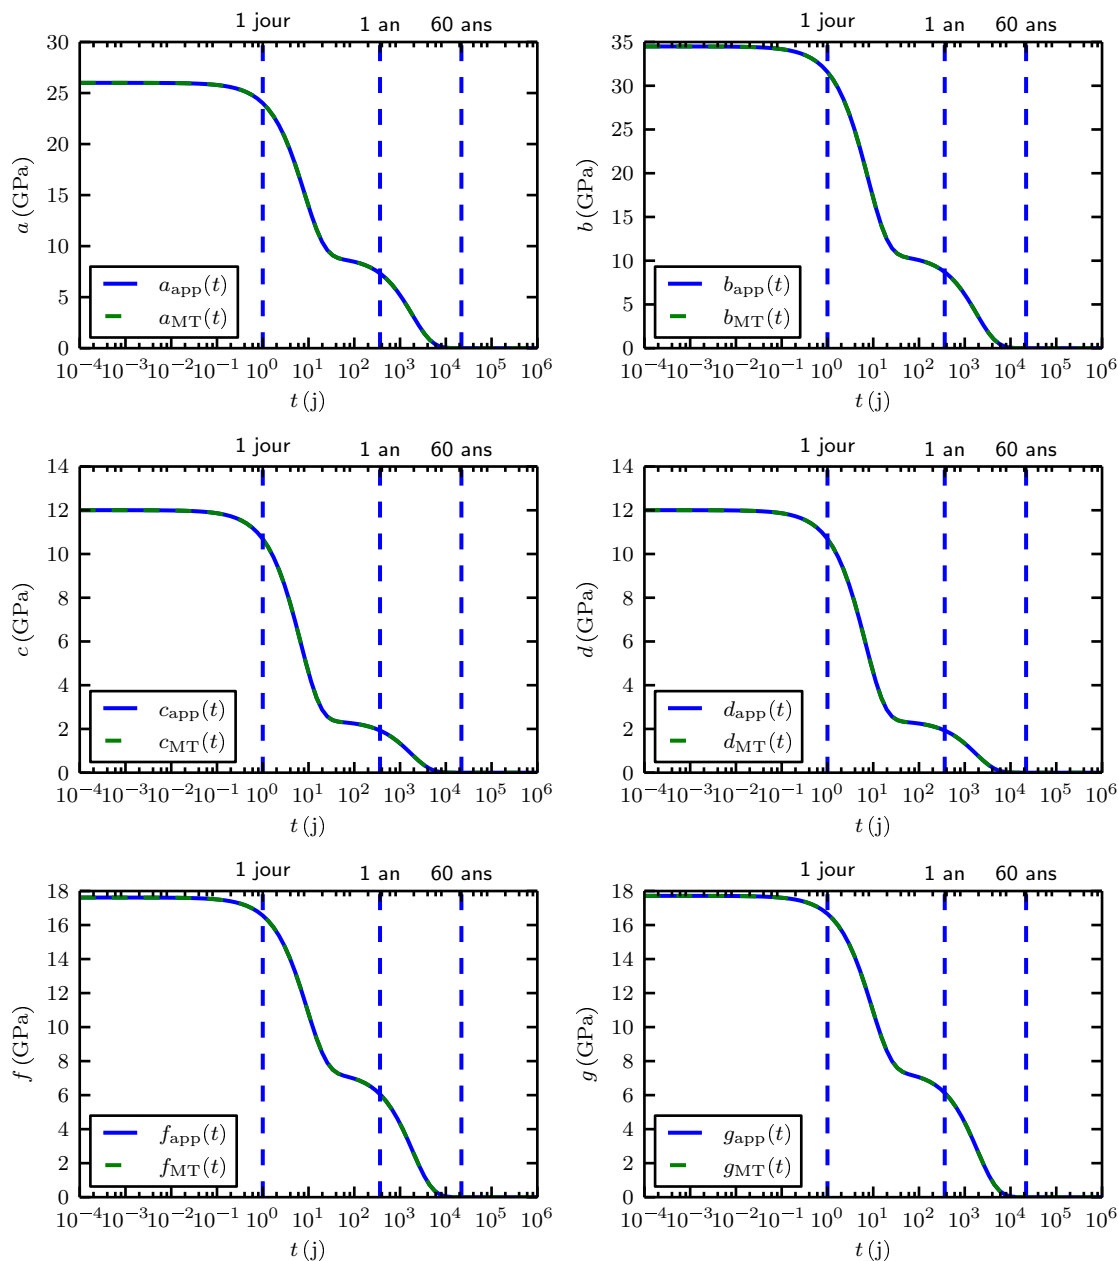 1 jour 1 an 60 ans
30
25
20
15
10
5
0
a (GPa)
a_app(t)
a_MT(t)
10^−4 10^−3 10^−2 10^−1 10^0 10^1 10^2 10^3 10^4 10^5 10^6
t (j)
1 jour 1 an 60 ans
35
30
25
20
15
10
5
0
b (GPa)
b_app(t)
b_MT(t)
10^−4 10^−3 10^−2 10^−1 10^0 10^1 10^2 10^3 10^4 10^5 10^6
t (j)
1 jour 1 an 60 ans
14
12
10
8
6
4
2
0
c (GPa)
c_app(t)
c_MT(t)
10^−4 10^−3 10^−2 10^−1 10^0 10^1 10^2 10^3 10^4 10^5 10^6
t (j)
1 jour 1 an 60 ans
14
12
10
8
6
4
2
0
d (GPa)
d_app(t)
d_MT(t)
10^−4 10^−3 10^−2 10^−1 10^0 10^1 10^2 10^3 10^4 10^5 10^6
t (j)
1 jour 1 an 60 ans
18
16
14
12
10
8
6
4
2
0
f (GPa)
f_app(t)
f_MT(t)
10^−4 10^−3 10^−2 10^−1 10^0 10^1 10^2 10^3 10^4 10^5 10^6
t (j)
1 jour 1 an 60 ans
18
16
14
12
10
8
6
4
2
0
g (GPa)
g_app(t)
g_MT(t)
10^−4 10^−3 10^−2 10^−1 10^0 10^1 10^2 10^3 10^4 10^5 10^6
t (j)